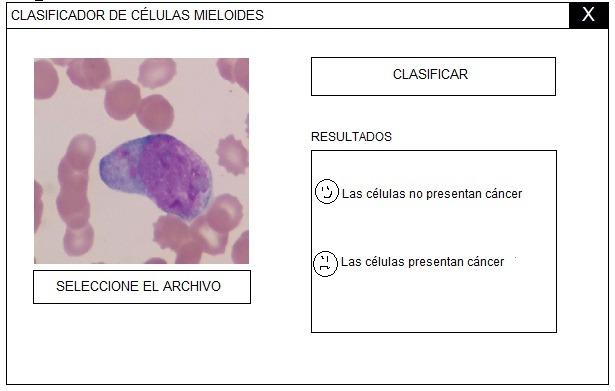 CLASIFICADOR DE CÉLULAS MIELOIDES
X
CLASIFICAR
RESULTADOS
Las células no presentan cáncer
Las células presentan cáncer
SELECCIONE EL ARCHIVO